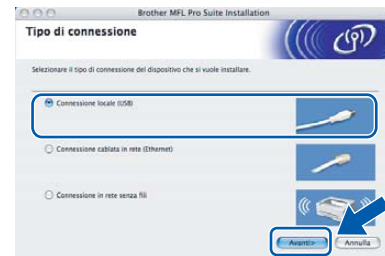 Brother MFL Pro Suite Installation
Tipo di connessione
Selezionare il tipo di connessione del dispositivo che si vuole installare.
Connessione locale (USB)
Connessione cablata in rete (Ethernet)
Connessione in rete senza fili
Avanti> Annulla